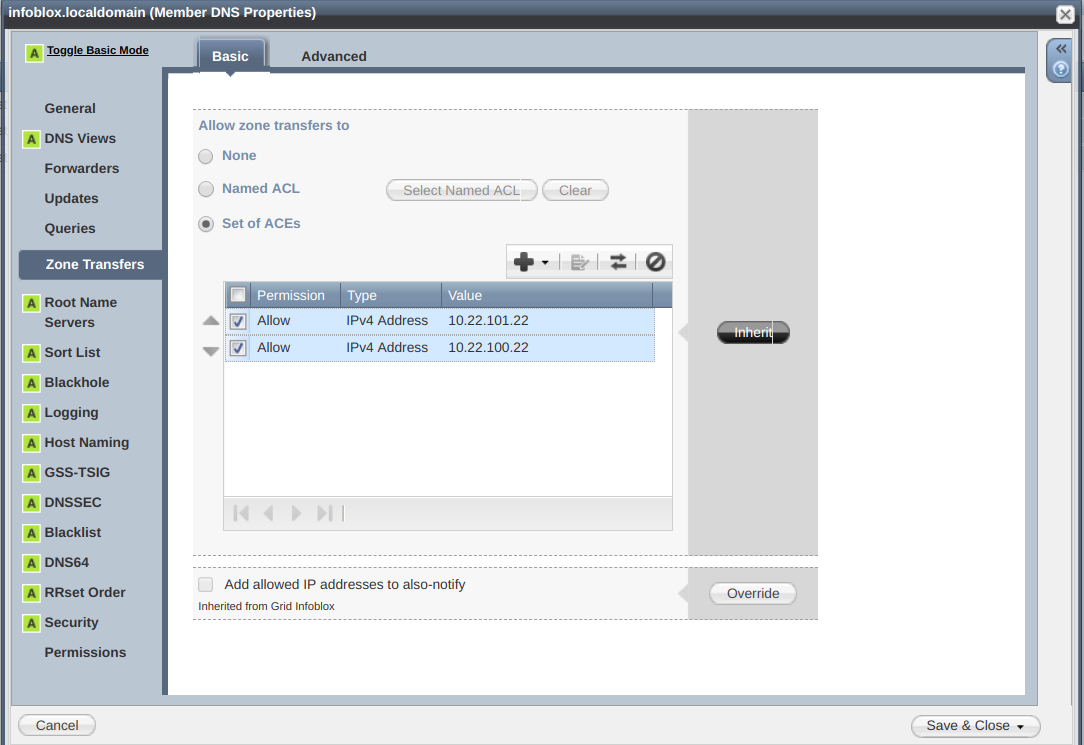 infoblox.localdomain (Member DNS Properties)
A Toggle Basic Mode
Basic
Advanced
General
A DNS Views
Forwarders
Updates
Queries
Zone Transfers
A Root Name
Servers
A Sort List
A Blackhole
A Logging
A Host Naming
A GSS-TSIG
A DNSSEC
A Blacklist
A DNS64
A RRset Order
A Security
Permissions
Allow zone transfers to
None
Named ACL
Select Named ACL
Clear
Set of ACEs
Permission Type Value
Allow IPv4 Address 10.22.101.22
Allow IPv4 Address 10.22.100.22
Inherit
Add allowed IP addresses to also-notify
Inherited from Grid Infoblox
Override
Cancel
Save & Close